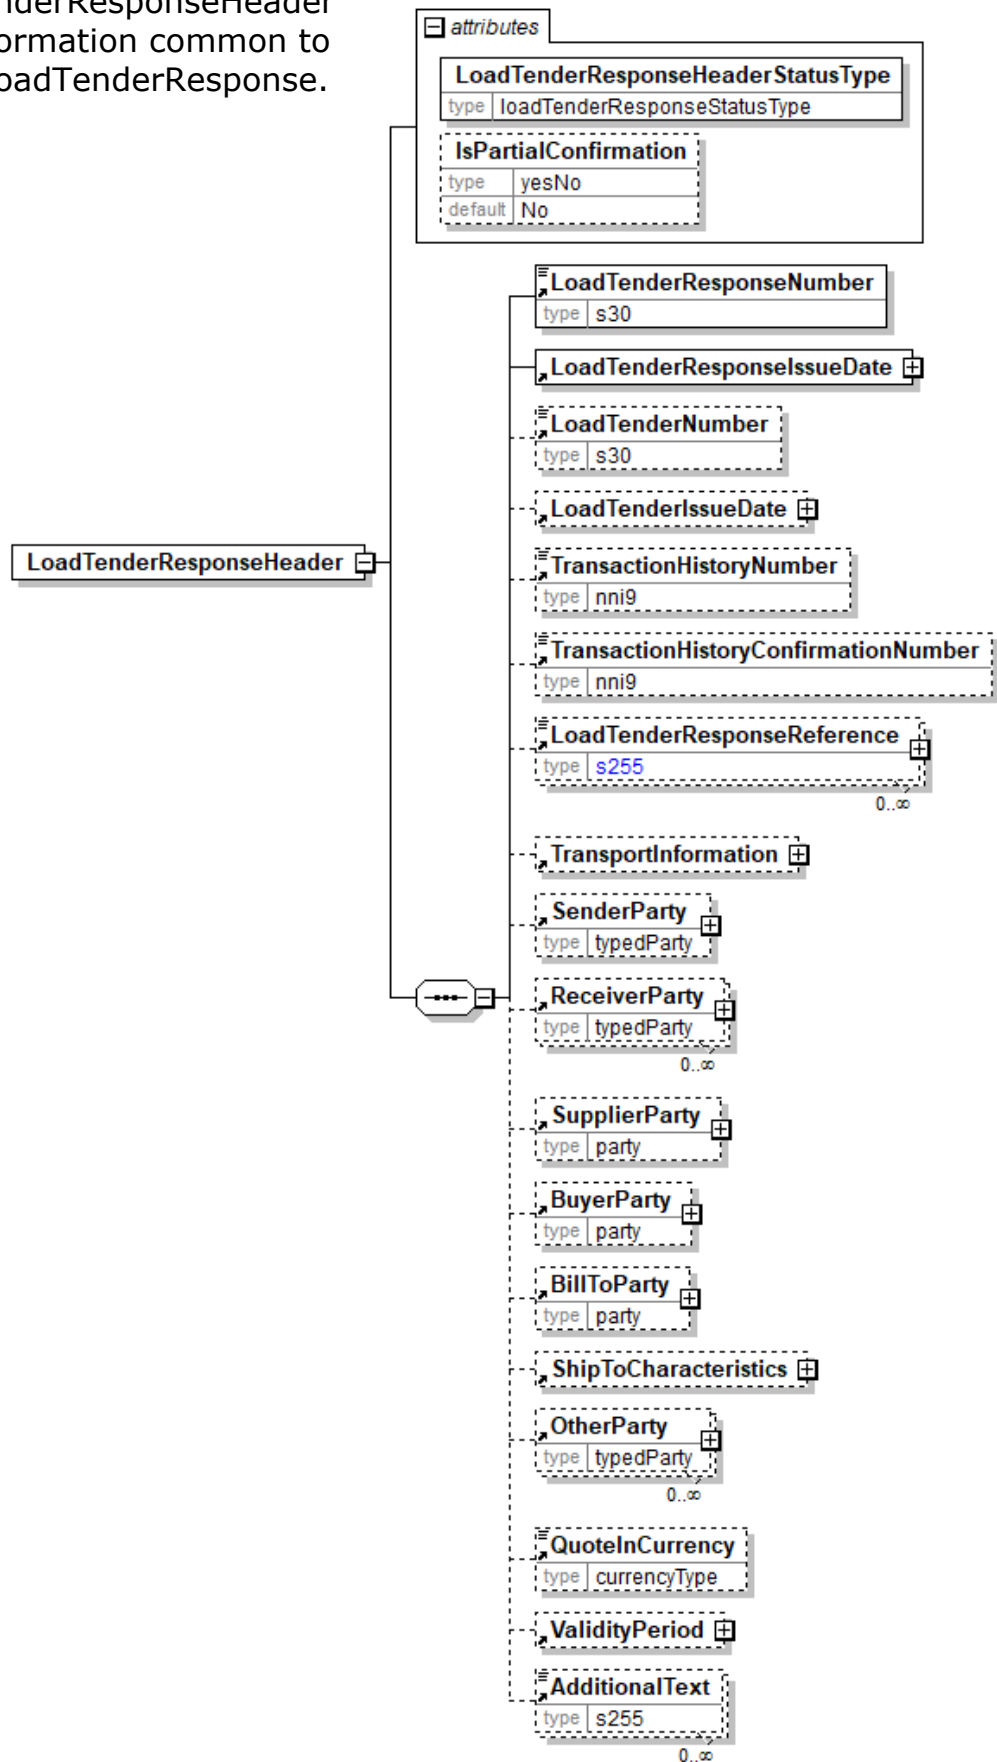 nderResponseHeader
ormation common to
oadTenderResponse.
attributes
LoadTenderResponseHeaderStatusType
type loadTenderResponseStatusType
IsPartialConfirmation
type yesNo
default No
LoadTenderResponseNumber
type s30
LoadTenderResponseIssueDate
LoadTenderNumber
type s30
LoadTenderIssueDate
LoadTenderResponseHeader
TransactionHistoryNumber
type nni9
TransactionHistoryConfirmationNumber
type nni9
LoadTenderResponseReference
type s255
0..∞
TransportInformation
SenderParty
type typedParty
ReceiverParty
type typedParty
0..∞
SupplierParty
type party
BuyerParty
type party
BillToParty
type party
ShipToCharacteristics
OtherParty
type typedParty
0..∞
QuoteInCurrency
type currencyType
ValidityPeriod
AdditionalText
type s255
0..∞